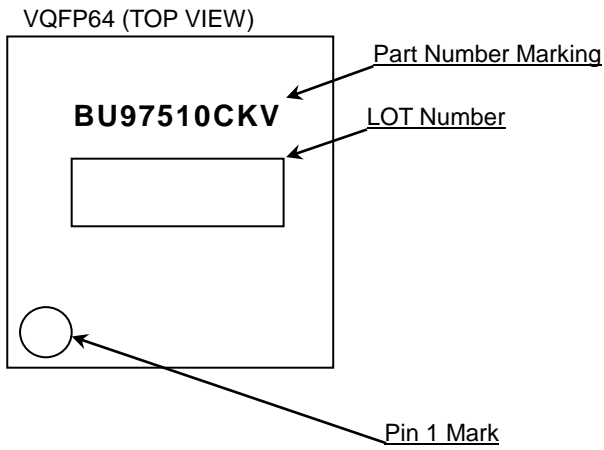 VQFP64 (TOP VIEW)
Part Number Marking
BU97510CKV
LOT Number
Pin 1 Mark